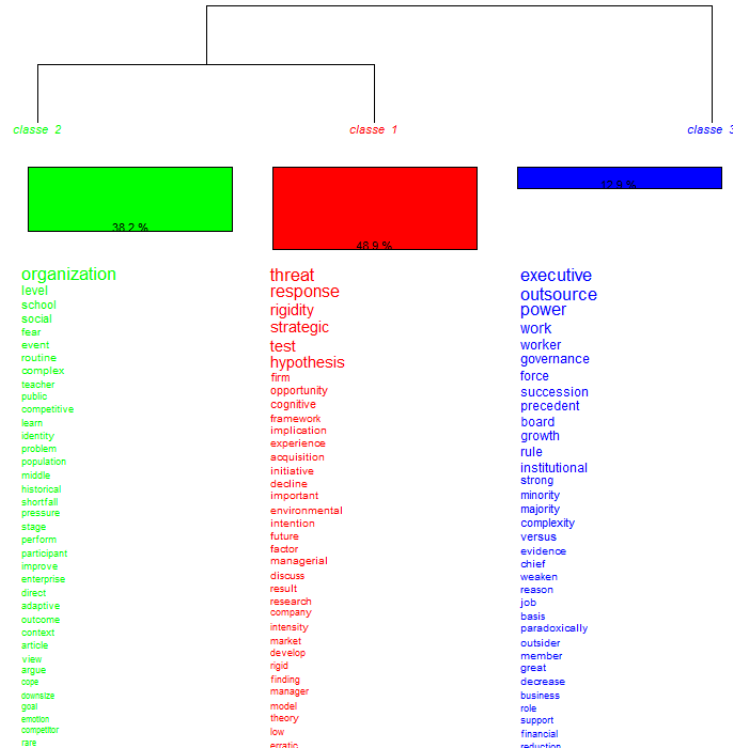 classe 2
classe 1
classe 3
38.2 %
48.9 %
12.9 %
organization
level
school
social
fear
event
routine
complex
teacher
public
competitive
learn
identity
problem
population
middle
historical
shortfall
pressure
stage
perform
participant
improve
enterprise
direct
adaptive
outcome
context
article
view
argue
cope
downsize
goal
emotion
competitor
rare
threat
response
rigidity
strategic
test
hypothesis
firm
opportunity
cognitive
framework
implication
experience
acquisition
initiative
decline
important
environmental
intention
future
factor
managerial
discuss
result
research
company
intensity
market
develop
rigid
finding
manager
model
theory
low
erratic
executive
outsource
power
work
worker
governance
force
succession
precedent
board
growth
rule
institutional
strong
minority
majority
complexity
versus
evidence
chief
weaken
reason
job
basis
paradoxically
outsider
member
great
decrease
business
role
support
financial
reduction